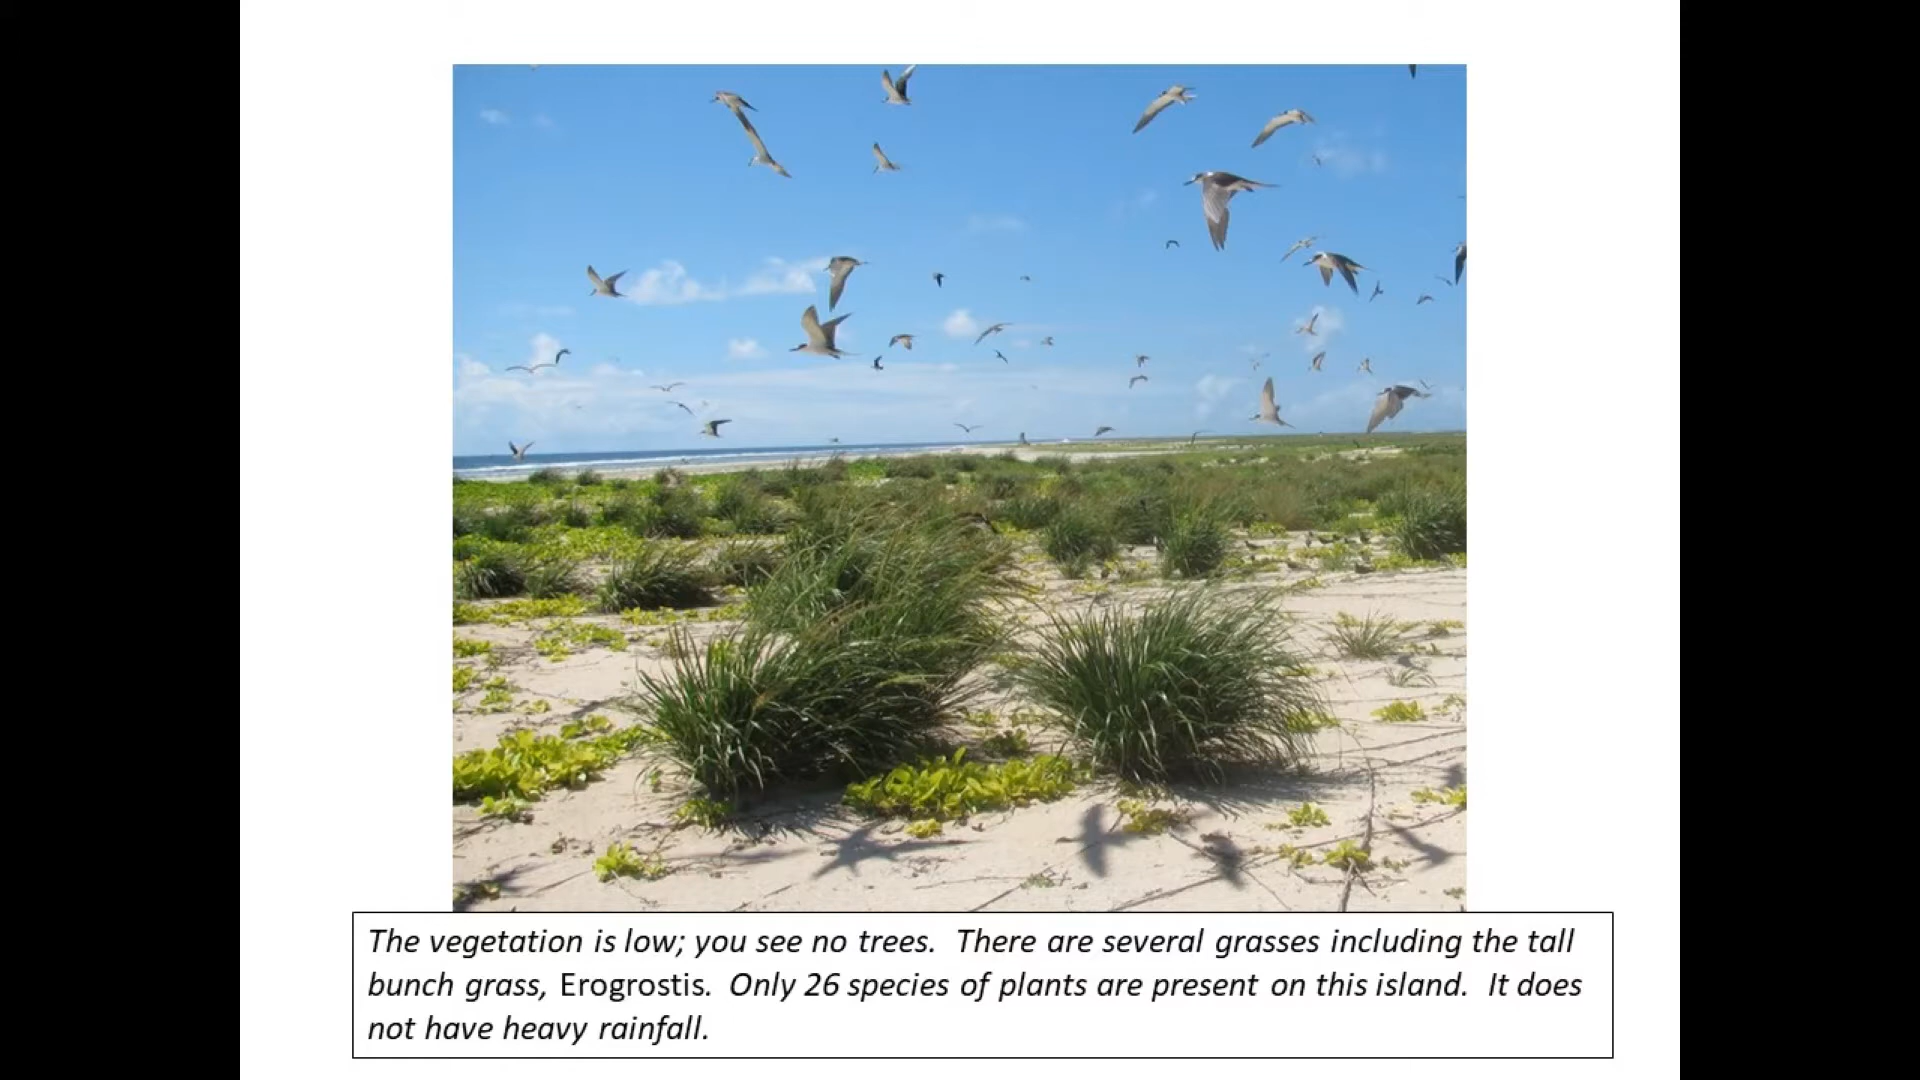 The vegetation is low; you see no trees.  There are several grasses including the tall
bunch grass, Erogrostis.  Only 26 species of plants are present on this island.  It does
not have heavy rainfall.